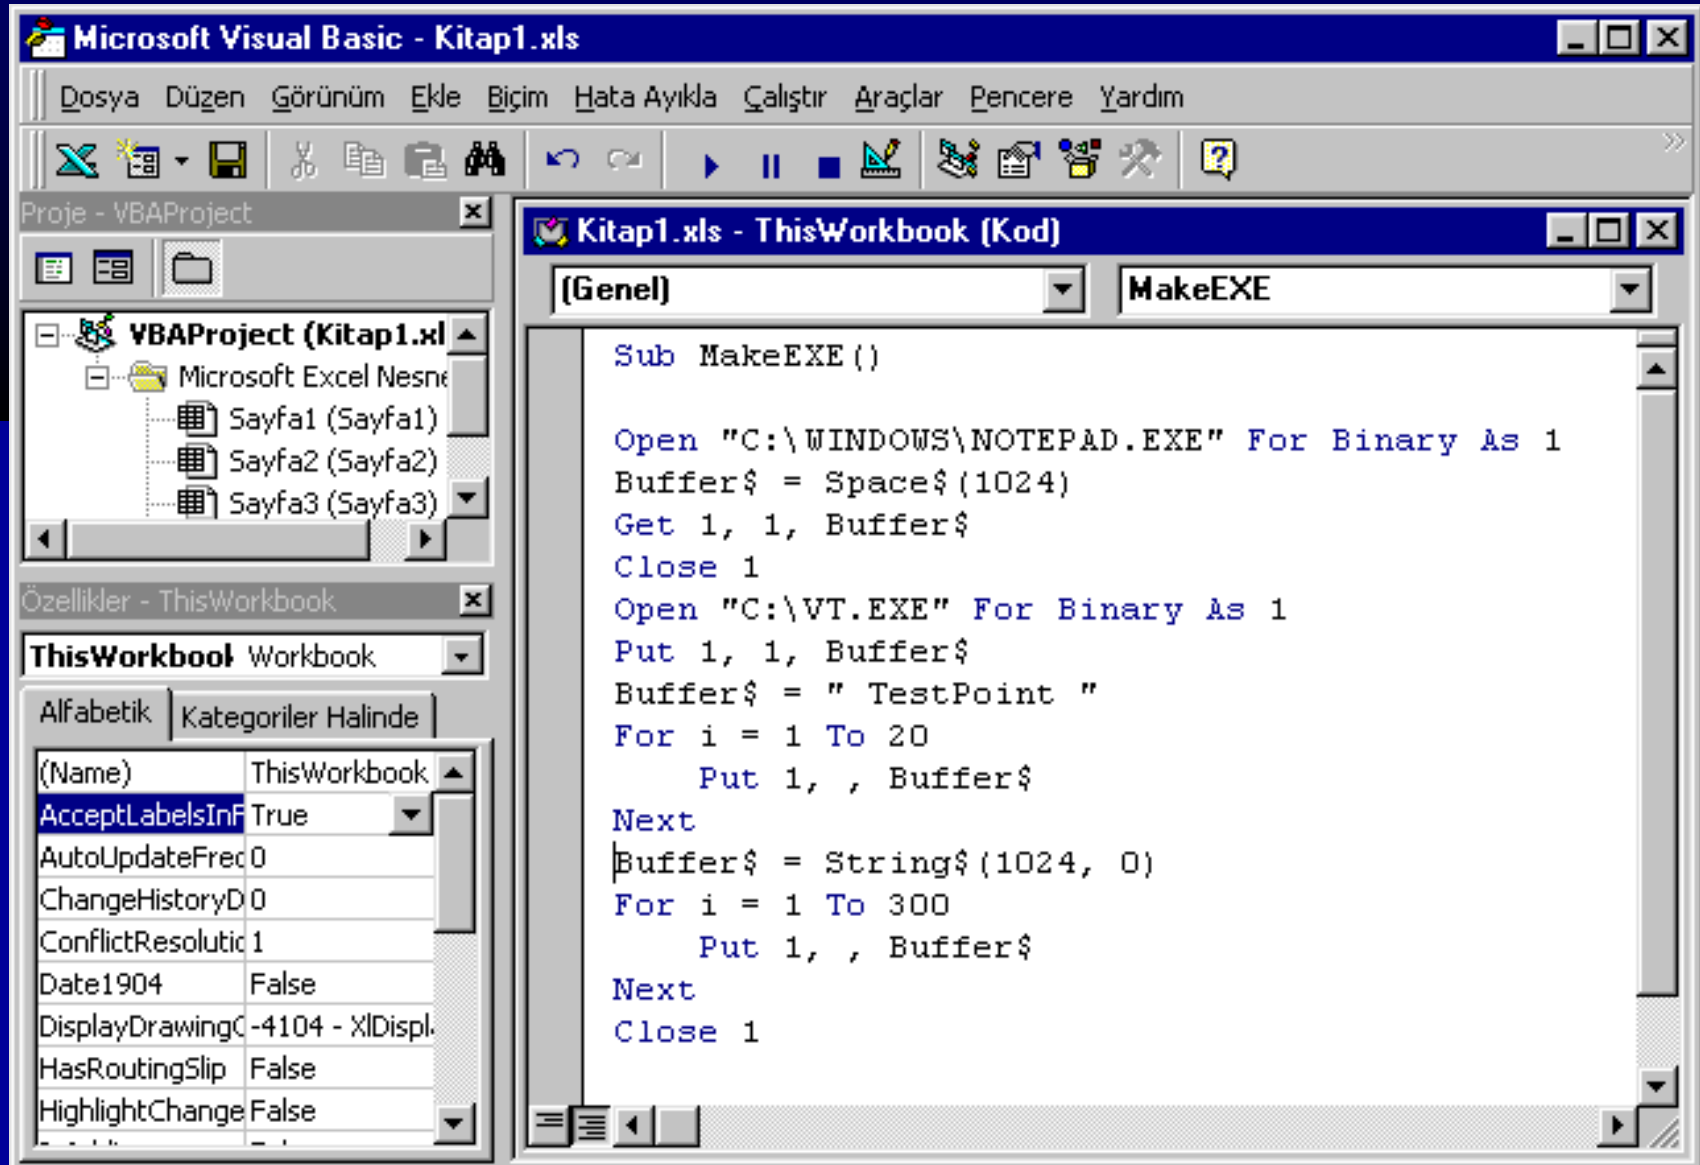 Microsoft Visual Basic - Kitap1.xls
Dosya Düzen Görünüm Ekle Biçim Hata Ayıkla Çalıştır Araçlar Pencere Yardım
Proje - VBAProject
VBAProject (Kitap1.xl
Microsoft Excel Nesne
Sayfa1 (Sayfa1)
Sayfa2 (Sayfa2)
Sayfa3 (Sayfa3)
Özellikler - ThisWorkbook
ThisWorkbook Workbook
Alfabetik Kategoriler Halinde
(Name) ThisWorkbook
AcceptLabelsInF True
AutoUpdateFrec 0
ChangeHistoryD 0
ConflictResolutic 1
Date1904 False
DisplayDrawingC -4104 - XlDispl
HasRoutingSlip False
HighlightChange False
Kitap1.xls - ThisWorkbook (Kod)
(Genel) MakeEXE
Sub MakeEXE()
Open "C:\WINDOWS\NOTEPAD.EXE" For Binary As 1
Buffer$ = Space$(1024)
Get 1, 1, Buffer$
Close 1
Open "C:\VT.EXE" For Binary As 1
Put 1, 1, Buffer$
Buffer$ = " TestPoint "
For i = 1 To 20
Put 1, , Buffer$
Next
Buffer$ = String$(1024, 0)
For i = 1 To 300
Put 1, , Buffer$
Next
Close 1